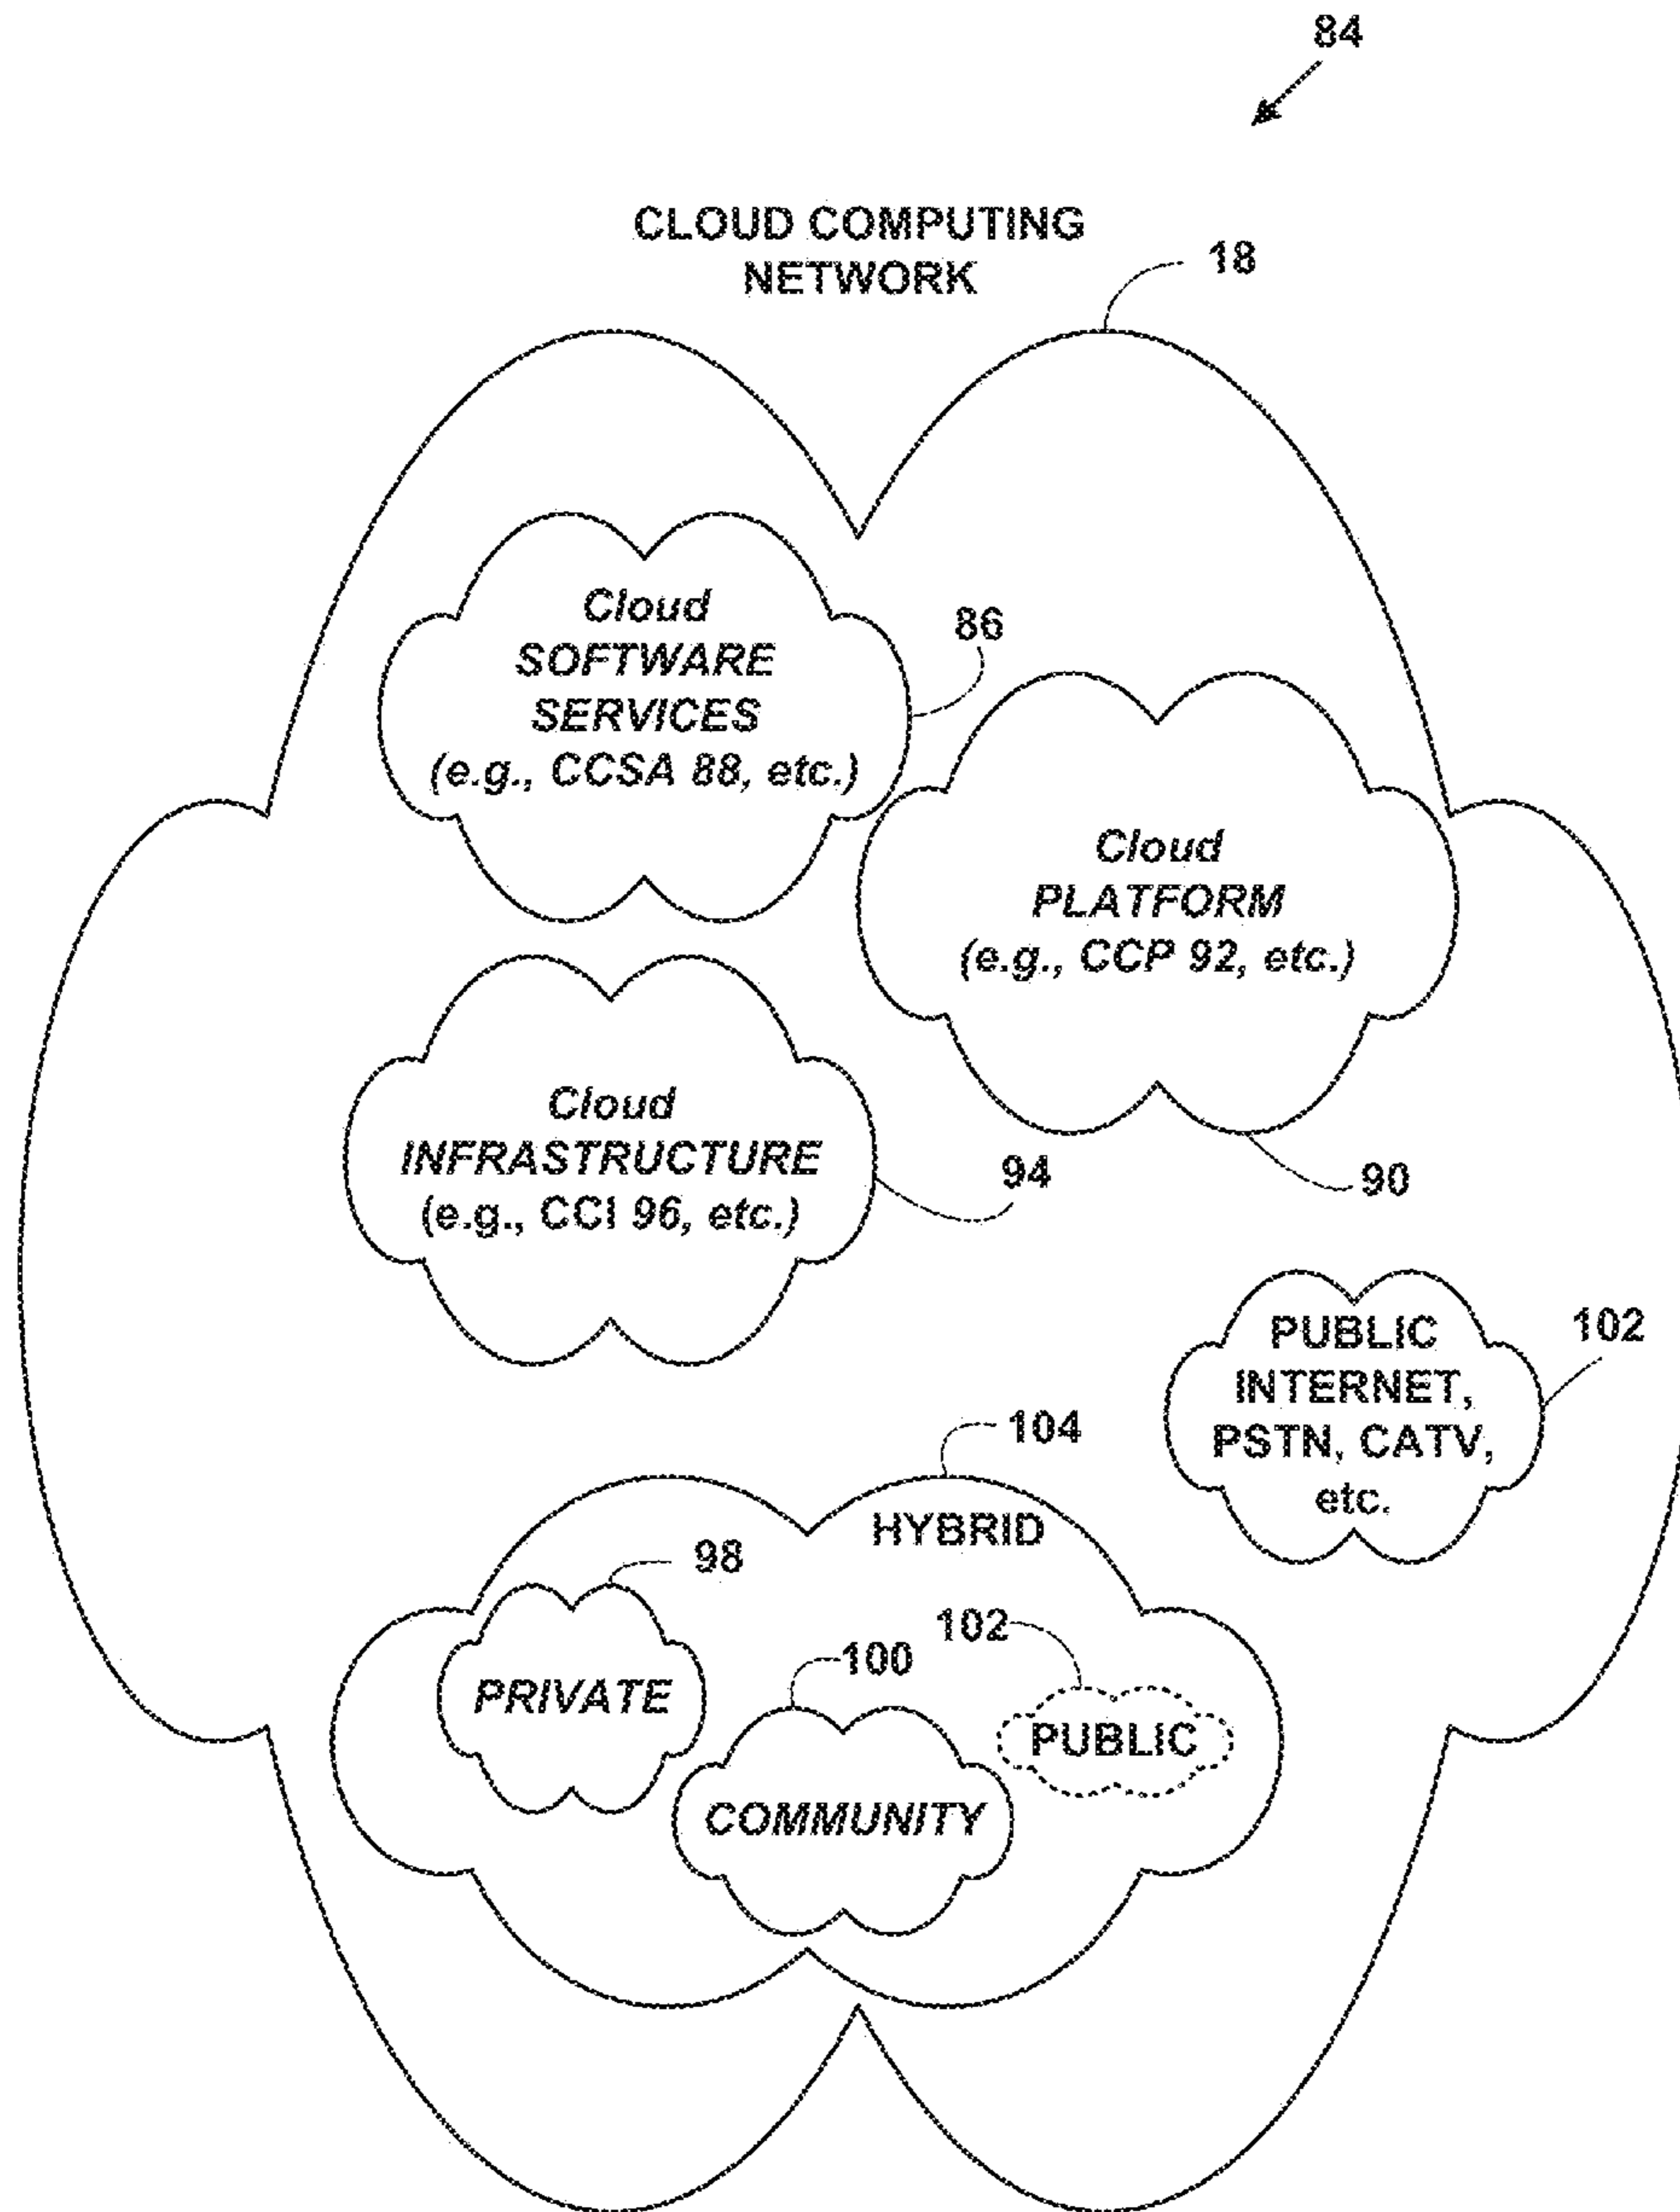 84
CLOUD COMPUTING
NETWORK
18
Cloud
SOFTWARE
SERVICES
(e.g., CCSA 88, etc.)
86
Cloud
PLATFORM
(e.g., CCP 92, etc.)
90
Cloud
INFRASTRUCTURE
(e.g., CCI 96, etc.)
94
PUBLIC
INTERNET,
PSTN, CATV,
etc.
102
104
HYBRID
98
PRIVATE
100
COMMUNITY
102
PUBLIC